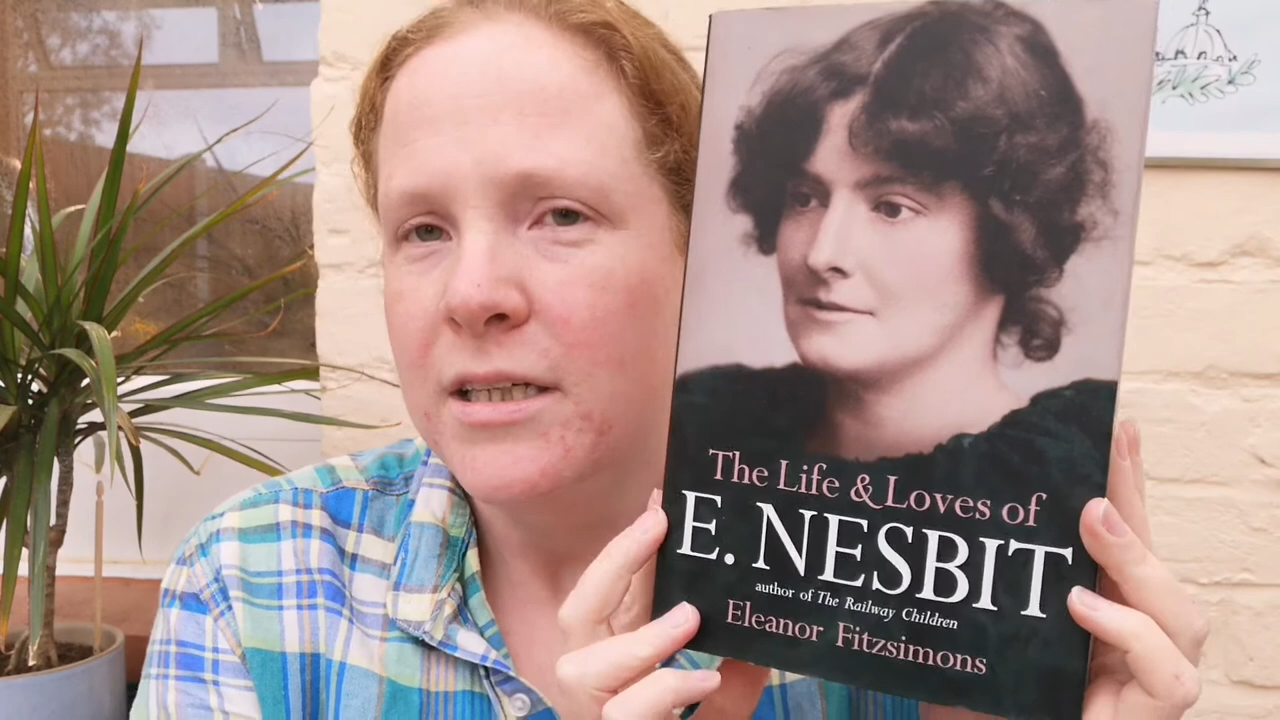 The Life & Loves of
E. NESBIT
author of The Railway Children
Eleanor Fitzsimons